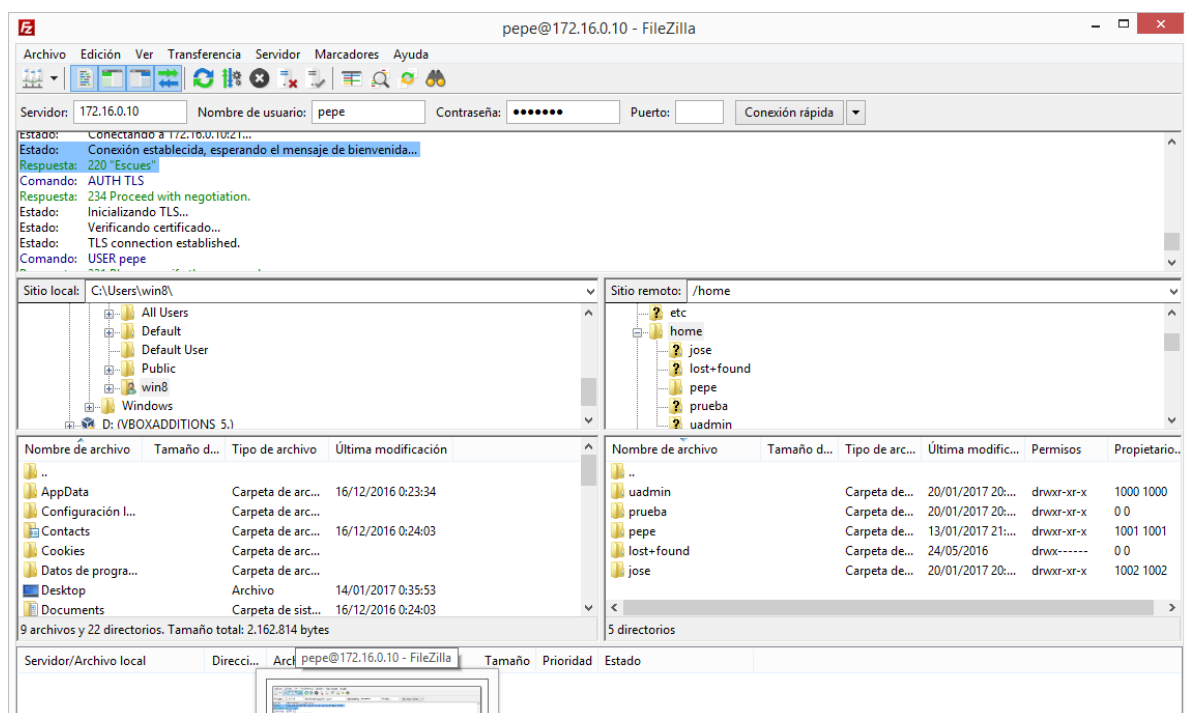 pepe@172.16.0.10 - FileZilla
Archivo Edición Ver Transferencia Servidor Marcadores Ayuda
Servidor: 172.16.0.10 Nombre de usuario: pepe Contraseña: ●●●●●●● Puerto: Conexión rápida
Estado: Conectando a 172.16.0.10:21...
Estado: Conexión establecida, esperando el mensaje de bienvenida...
Respuesta: 220 "Escues"
Comando: AUTH TLS
Respuesta: 234 Proceed with negotiation.
Estado: Inicializando TLS...
Estado: Verificando certificado...
Estado: TLS connection established.
Comando: USER pepe
Sitio local: C:\Users\win8\
All Users
Default
Default User
Public
win8
Windows
D: (VBOXADDITIONS_5.)
Sitio remoto: /home
? etc
home
? jose
? lost+found
pepe
? prueba
? uadmin
Nombre de archivo Tamaño d... Tipo de archivo Última modificación
..
AppData Carpeta de arc... 16/12/2016 0:23:34
Configuración l... Carpeta de arc...
Contacts Carpeta de arc... 16/12/2016 0:24:03
Cookies Carpeta de arc...
Datos de progra... Carpeta de arc...
Desktop Archivo 14/01/2017 0:35:53
Documents Carpeta de sist... 16/12/2016 0:24:03
9 archivos y 22 directorios. Tamaño total: 2.162.814 bytes
Nombre de archivo Tamaño d... Tipo de arc... Última modific... Permisos Propietario...
..
uadmin Carpeta de... 20/01/2017 20:... drwxr-xr-x 1000 1000
prueba Carpeta de... 20/01/2017 20:... drwxr-xr-x 0 0
pepe Carpeta de... 13/01/2017 21:... drwxr-xr-x 1001 1001
lost+found Carpeta de... 24/05/2016 drwx------ 0 0
jose Carpeta de... 20/01/2017 20:... drwxr-xr-x 1002 1002
5 directorios
Servidor/Archivo local Direcci... Tamaño Prioridad Estado
pepe@172.16.0.10 - FileZilla